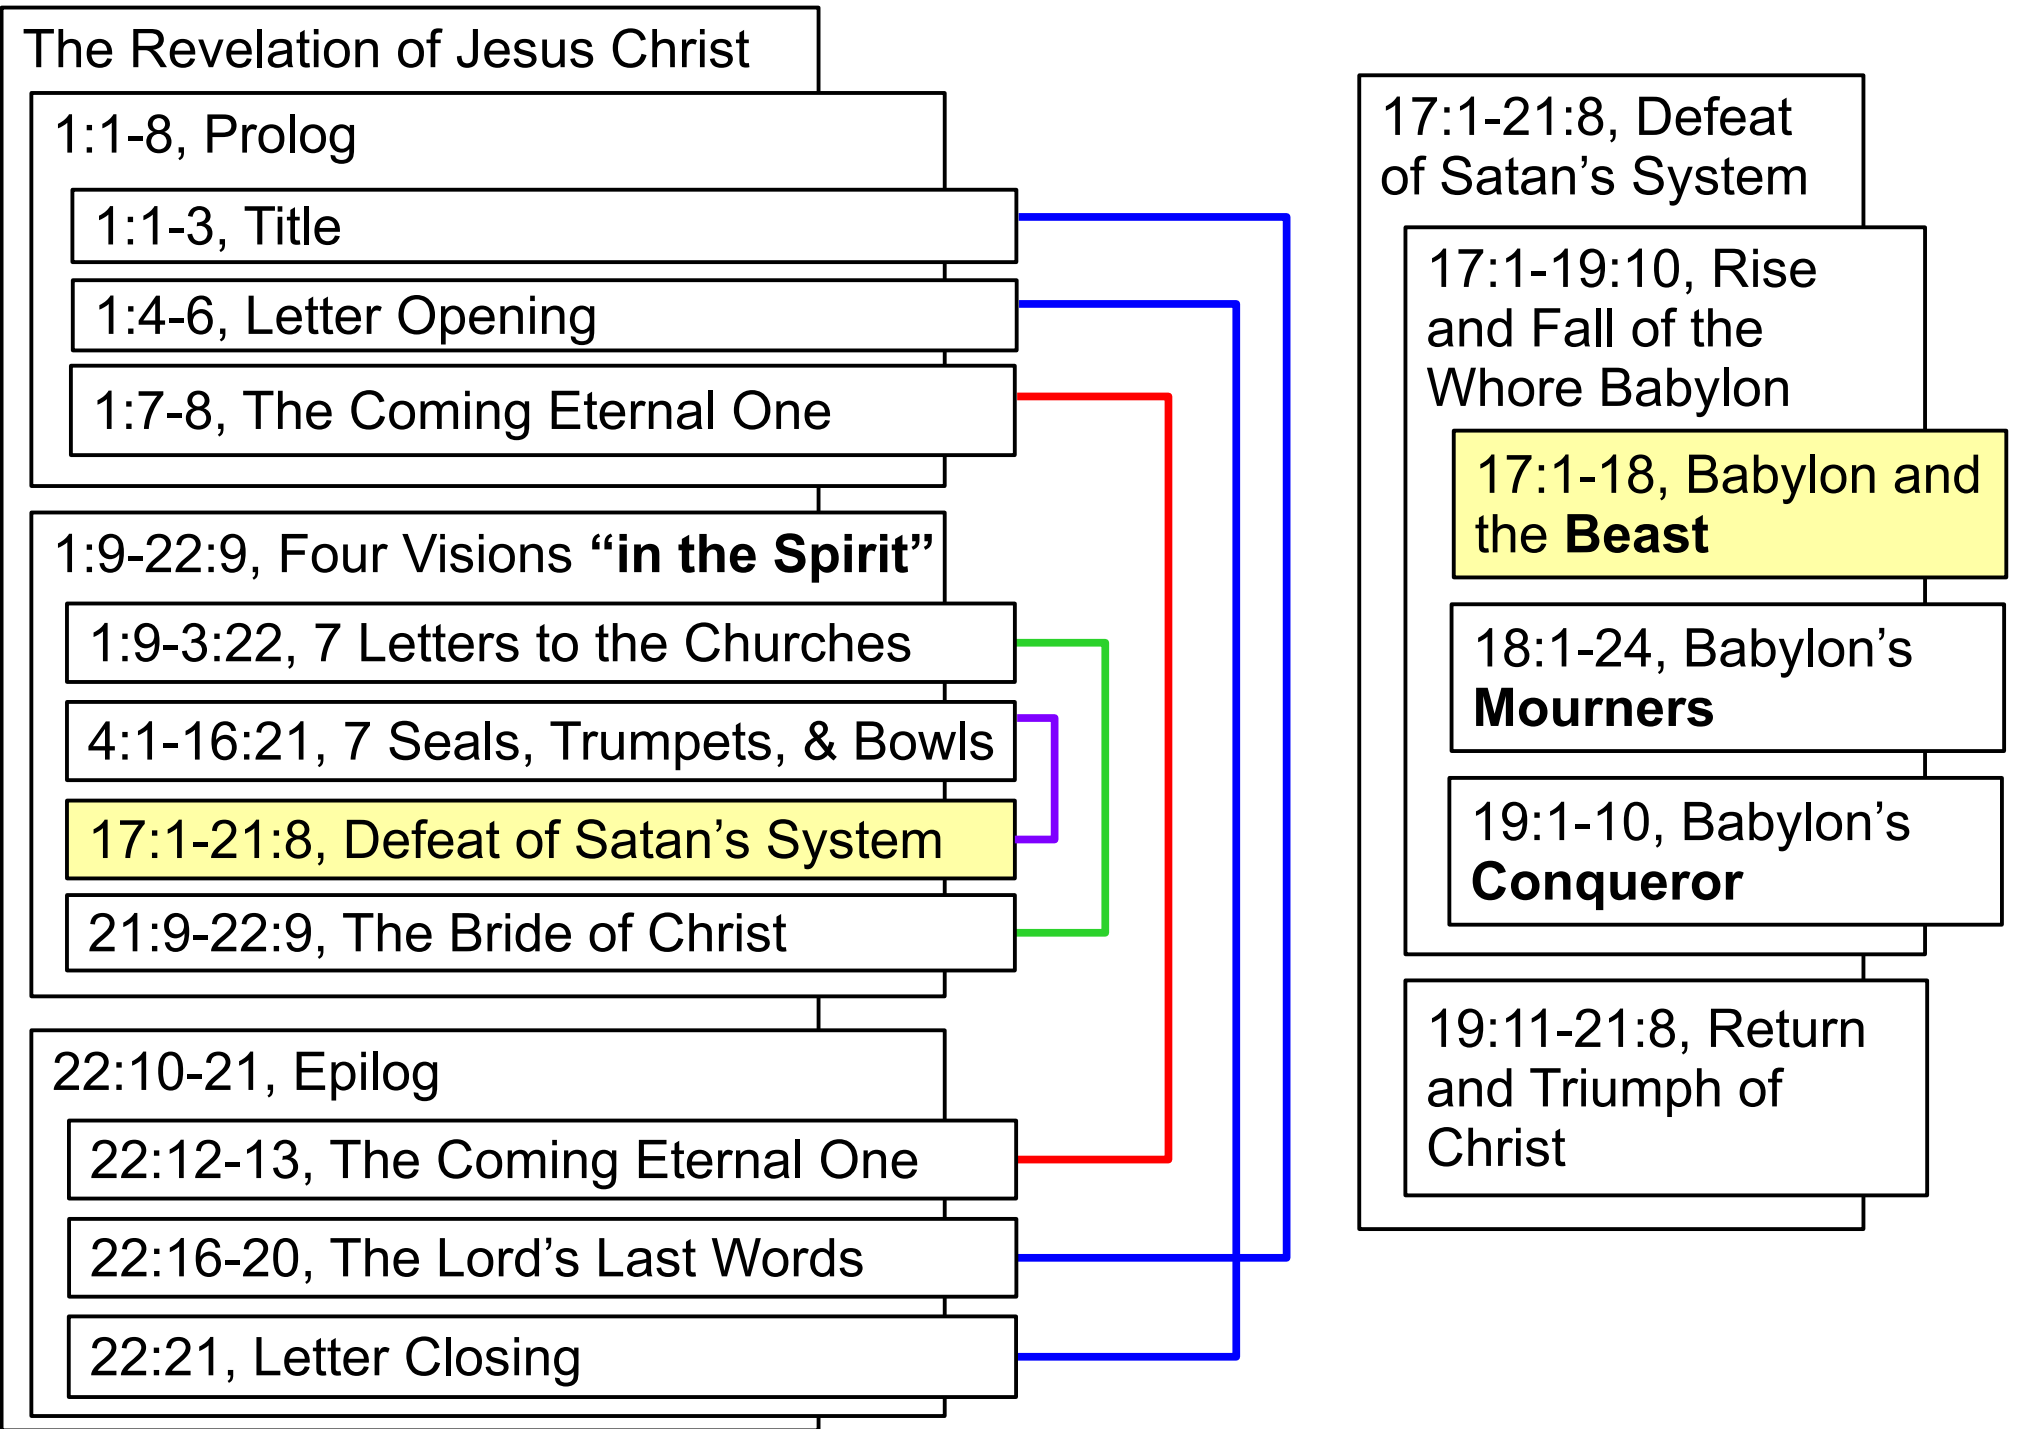 The Revelation of Jesus Christ
1:1-8, Prolog
1:1-3, Title
1:4-6, Letter Opening
1:7-8, The Coming Eternal One
1:9-22:9, Four Visions “in the Spirit”
1:9-3:22, 7 Letters to the Churches
4:1-16:21, 7 Seals, Trumpets, & Bowls
17:1-21:8, Defeat of Satan’s System
21:9-22:9, The Bride of Christ
22:10-21, Epilog
22:12-13, The Coming Eternal One
22:16-20, The Lord’s Last Words
22:21, Letter Closing
17:1-21:8, Defeat
of Satan’s System
17:1-19:10, Rise
and Fall of the
Whore Babylon
17:1-18, Babylon and
the Beast
18:1-24, Babylon’s
Mourners
19:1-10, Babylon’s
Conqueror
19:11-21:8, Return
and Triumph of
Christ